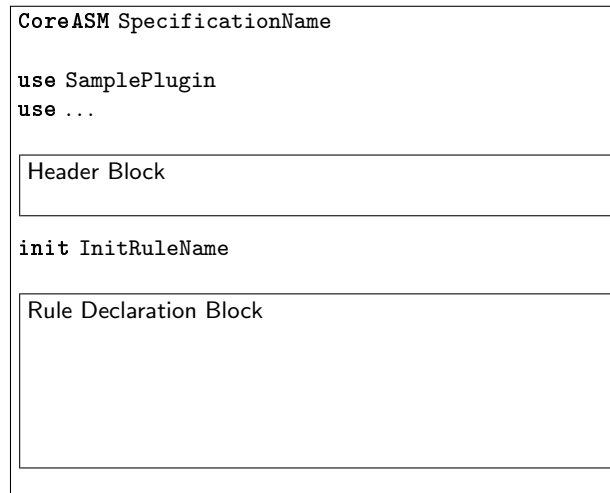 CoreASM SpecificationName
use SamplePlugin
use ...
Header Block
init InitRuleName
Rule Declaration Block